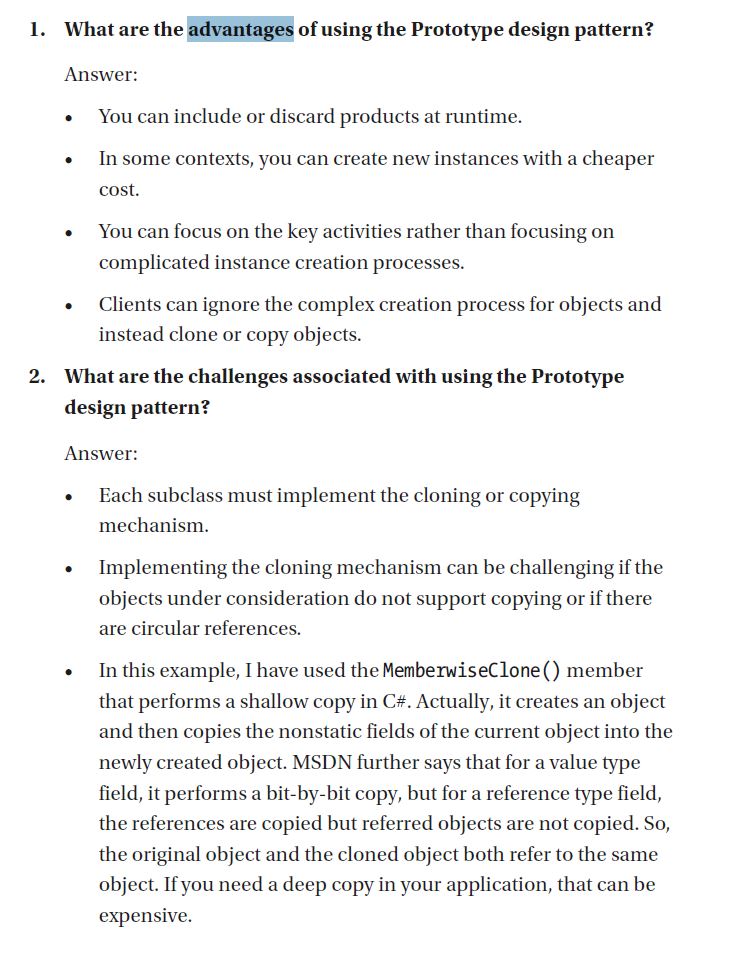 1. What are the advantages of using the Prototype design pattern?
Answer:
• You can include or discard products at runtime.
• In some contexts, you can create new instances with a cheaper
cost.
• You can focus on the key activities rather than focusing on
complicated instance creation processes.
• Clients can ignore the complex creation process for objects and
instead clone or copy objects.
2. What are the challenges associated with using the Prototype
design pattern?
Answer:
• Each subclass must implement the cloning or copying
mechanism.
• Implementing the cloning mechanism can be challenging if the
objects under consideration do not support copying or if there
are circular references.
• In this example, I have used the MemberwiseClone() member
that performs a shallow copy in C#. Actually, it creates an object
and then copies the nonstatic fields of the current object into the
newly created object. MSDN further says that for a value type
field, it performs a bit-by-bit copy, but for a reference type field,
the references are copied but referred objects are not copied. So,
the original object and the cloned object both refer to the same
object. If you need a deep copy in your application, that can be
expensive.